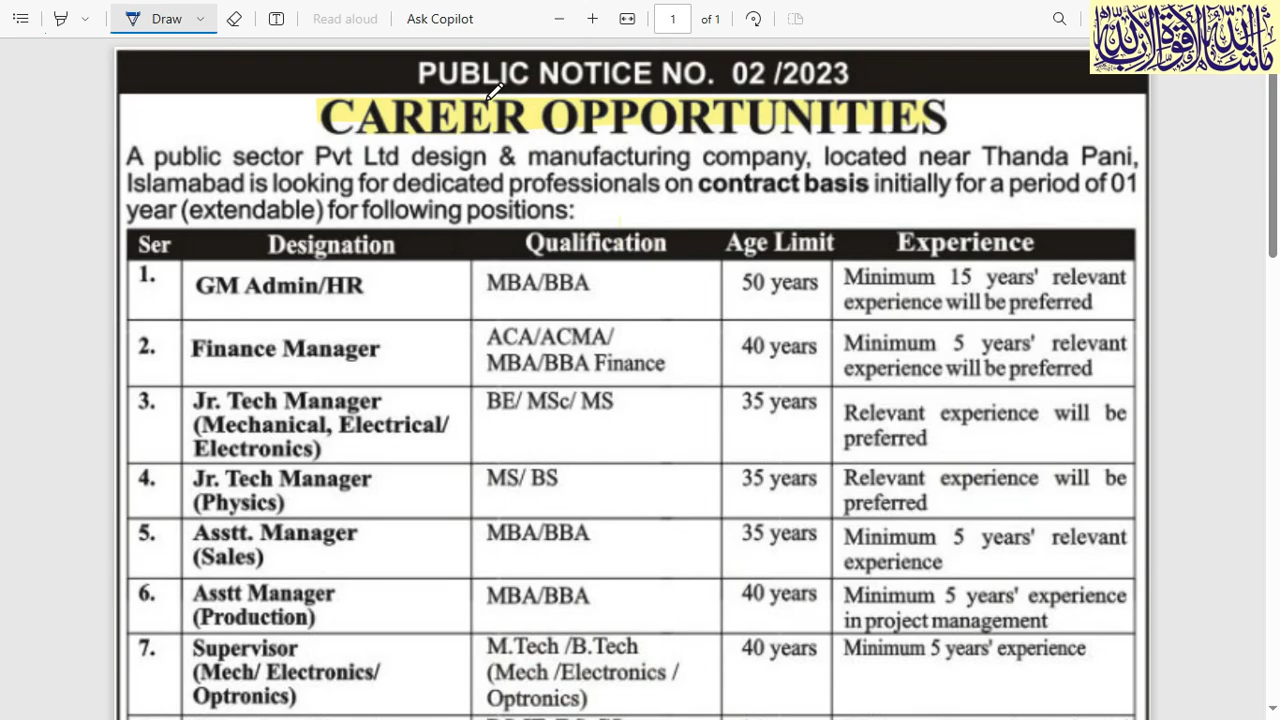 Draw
Read aloud
Ask Copilot
1 of 1
ماشاءالله لاقوة إلا بالله
PUBLIC NOTICE NO. 02 /2023
CAREER OPPORTUNITIES
A public sector Pvt Ltd design & manufacturing company, located near Thanda Pani,
Islamabad is looking for dedicated professionals on contract basis initially for a period of 01
year (extendable) for following positions:
Ser Designation Qualification Age Limit Experience
1. GM Admin/HR MBA/BBA 50 years Minimum 15 years' relevant
experience will be preferred
2. Finance Manager ACA/ACMA/
MBA/BBA Finance 40 years Minimum 5 years' relevant
experience will be preferred
3. Jr. Tech Manager
(Mechanical, Electrical/
Electronics) BE/ MSc/ MS 35 years Relevant experience will be
preferred
4. Jr. Tech Manager
(Physics) MS/ BS 35 years Relevant experience will be
preferred
5. Asstt. Manager
(Sales) MBA/BBA 35 years Minimum 5 years' relevant
experience
6. Asstt Manager
(Production) MBA/BBA 40 years Minimum 5 years' experience
in project management
7. Supervisor
(Mech/ Electronics/
Optronics) M.Tech /B.Tech
(Mech /Electronics /
Optronics) 40 years Minimum 5 years' experience